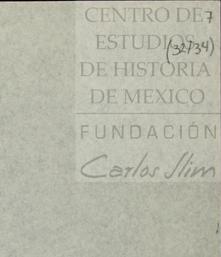 CENTRO DE
7
ESTUDIOS
(32734)
DE HISTORIA
DE MEXICO
FUNDACIÓN
Carlos Slim